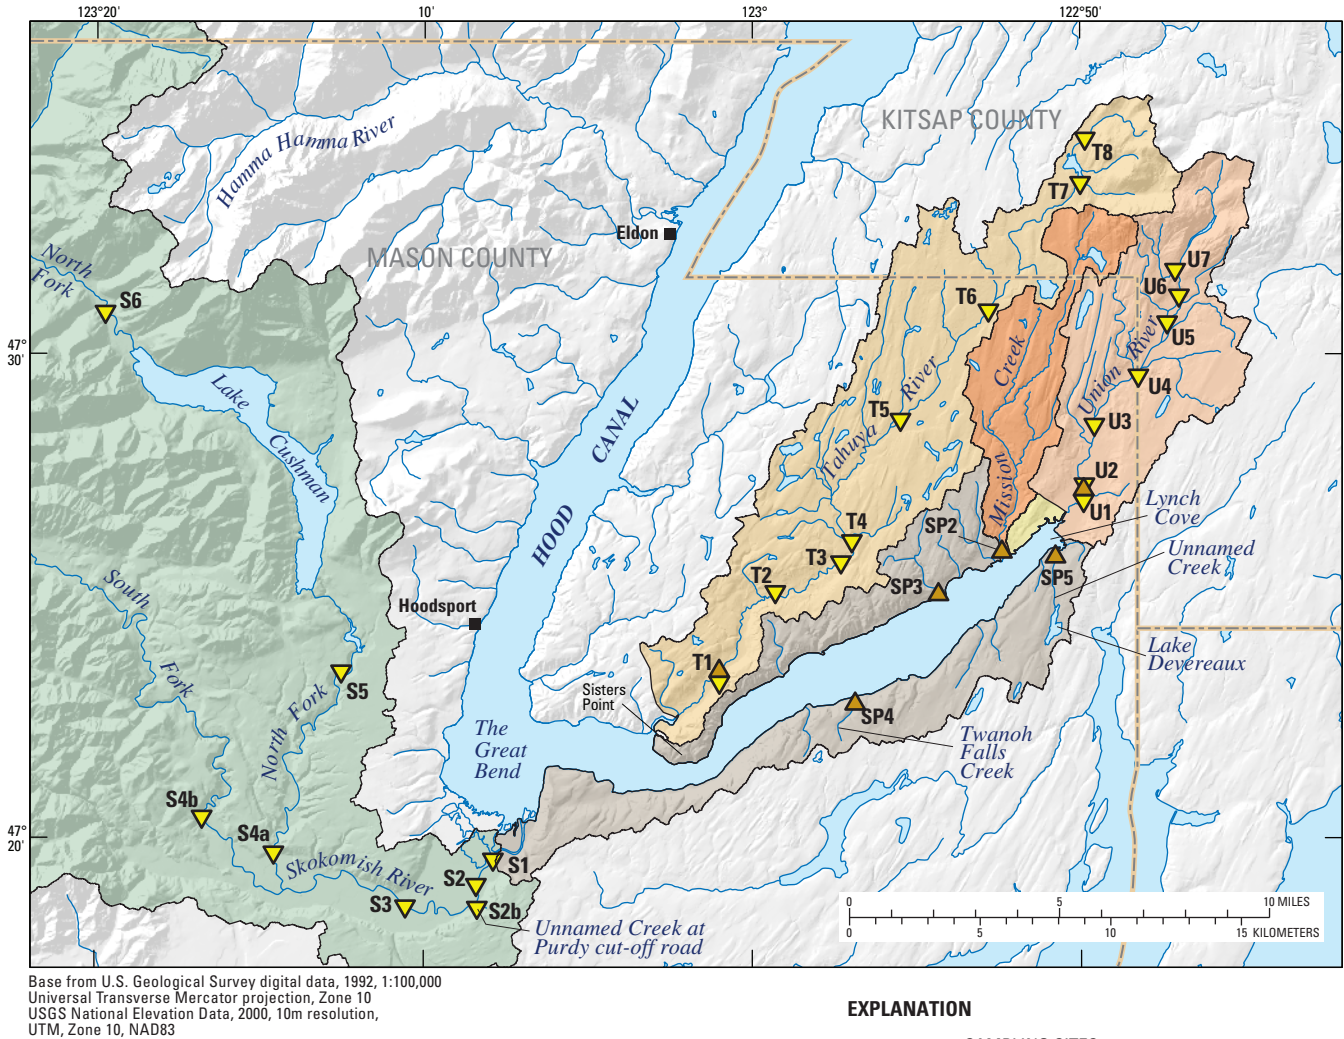 123°20'
10'
123°
122°50'
KITSAP COUNTY
Hamma Hamma River
T8
T7
Eldon
MASON COUNTY
North
Fork
S6
U7
U6
T6
U5
47°
30'
Lake
Cushman
River
Creek
Union River
U4
T5
Tahuya
U3
CANAL
HOOD
U2
U1
Lynch
Cove
Mission
SP2
T4
T3
Unnamed
Creek
SP5
South
Fork
T2
SP3
Hoodsport
Lake
Devereaux
T1
S5
Sisters
Point
North Fork
SP4
The
Great
Bend
Twanoh
Falls
Creek
S4b
S4a
47°
20'
Skokomish River
S1
S2
S3
S2b
Unnamed Creek at
Purdy cut-off road
0 5 10 MILES
0 5 10 15 KILOMETERS
Base from U.S. Geological Survey digital data, 1992, 1:100,000
Universal Transverse Mercator projection, Zone 10
USGS National Elevation Data, 2000, 10m resolution,
UTM, Zone 10, NAD83
EXPLANATION